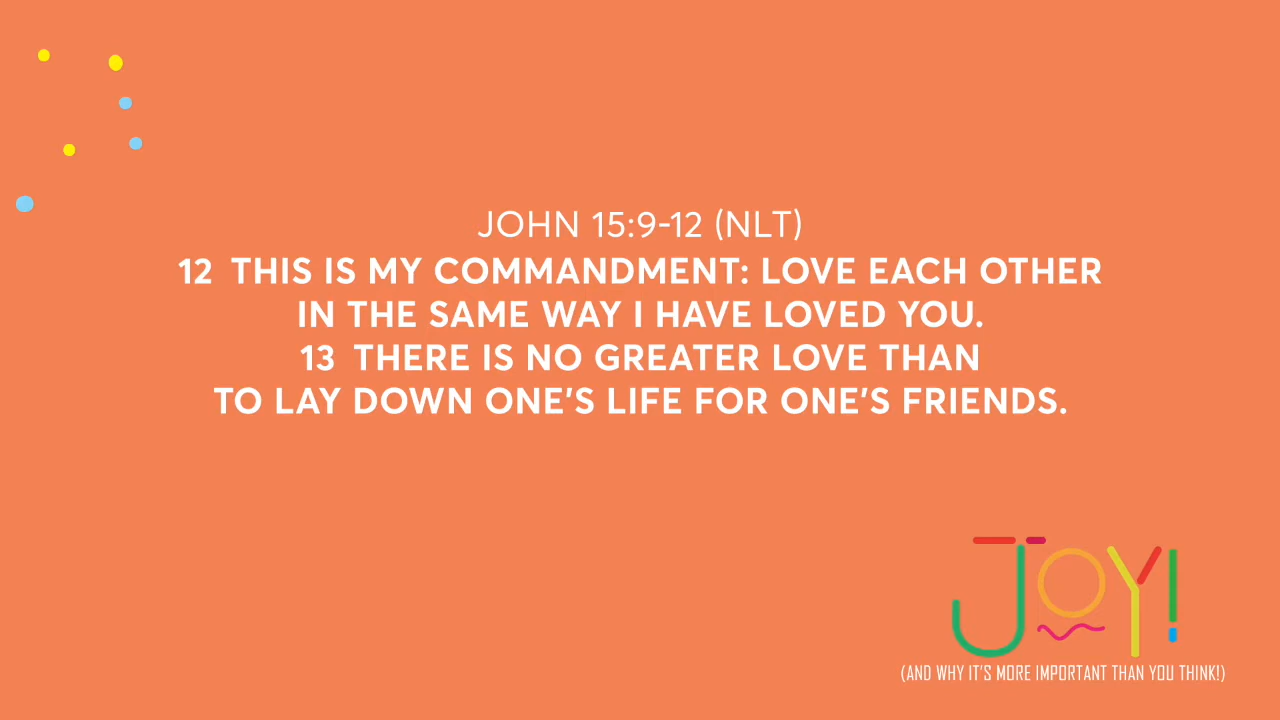 JOHN 15:9-12 (NLT)
12 THIS IS MY COMMANDMENT: LOVE EACH OTHER
IN THE SAME WAY I HAVE LOVED YOU.
13 THERE IS NO GREATER LOVE THAN
TO LAY DOWN ONE'S LIFE FOR ONE'S FRIENDS.
JOY!
(AND WHY IT'S MORE IMPORTANT THAN YOU THINK!)